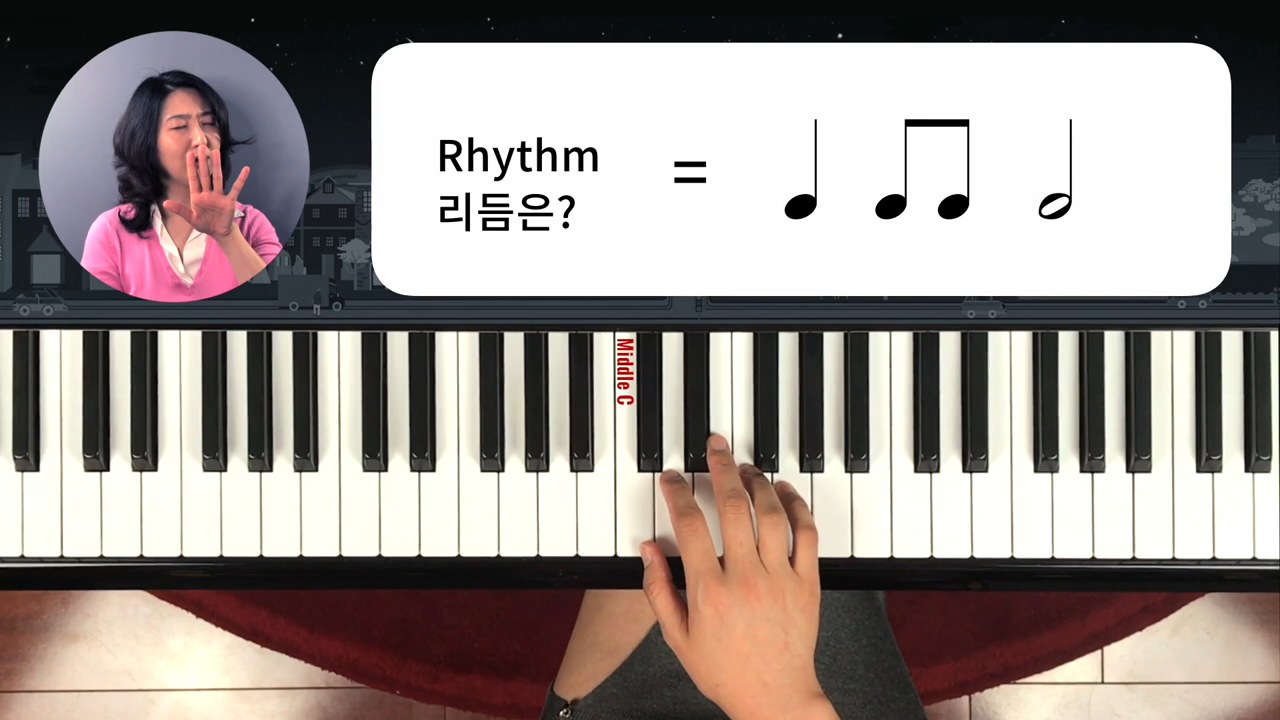 Rhythm
리듬은?
=
Middle C